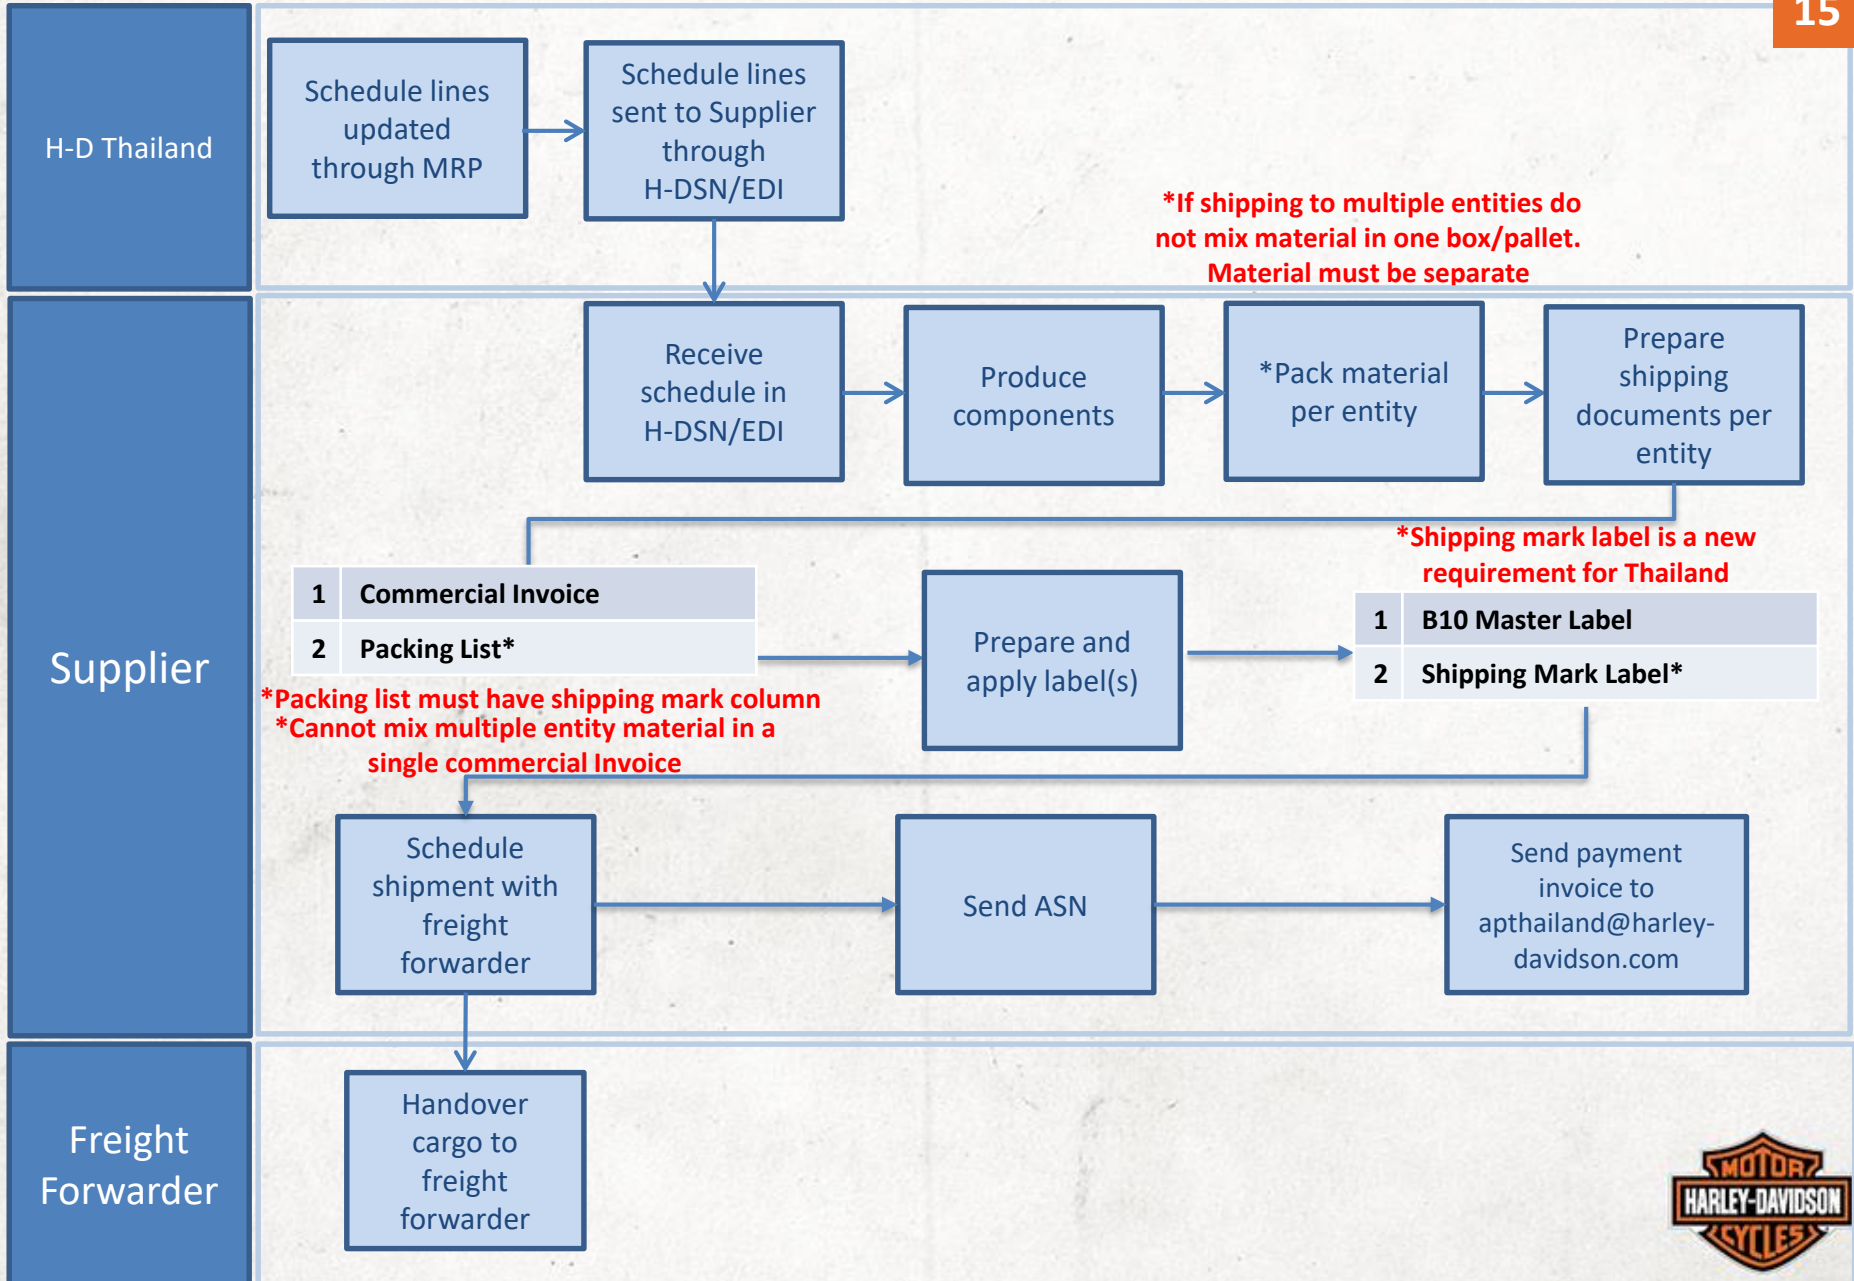 15
H-D Thailand
Schedule lines
updated
through MRP
Schedule lines
sent to Supplier
through
H-DSN/EDI
*If shipping to multiple entities do
not mix material in one box/pallet.
Material must be separate
Supplier
Receive
schedule in
H-DSN/EDI
Produce
components
*Pack material
per entity
Prepare
shipping
documents per
entity
1 Commercial Invoice
2 Packing List*
*Packing list must have shipping mark column
*Cannot mix multiple entity material in a
single commercial Invoice
Prepare and
apply label(s)
*Shipping mark label is a new
requirement for Thailand
1 B10 Master Label
2 Shipping Mark Label*
Schedule
shipment with
freight
forwarder
Send ASN
Send payment
invoice to
apthailand@harley-
davidson.com
Freight
Forwarder
Handover
cargo to
freight
forwarder
MOTOR
HARLEY-DAVIDSON
CYCLES